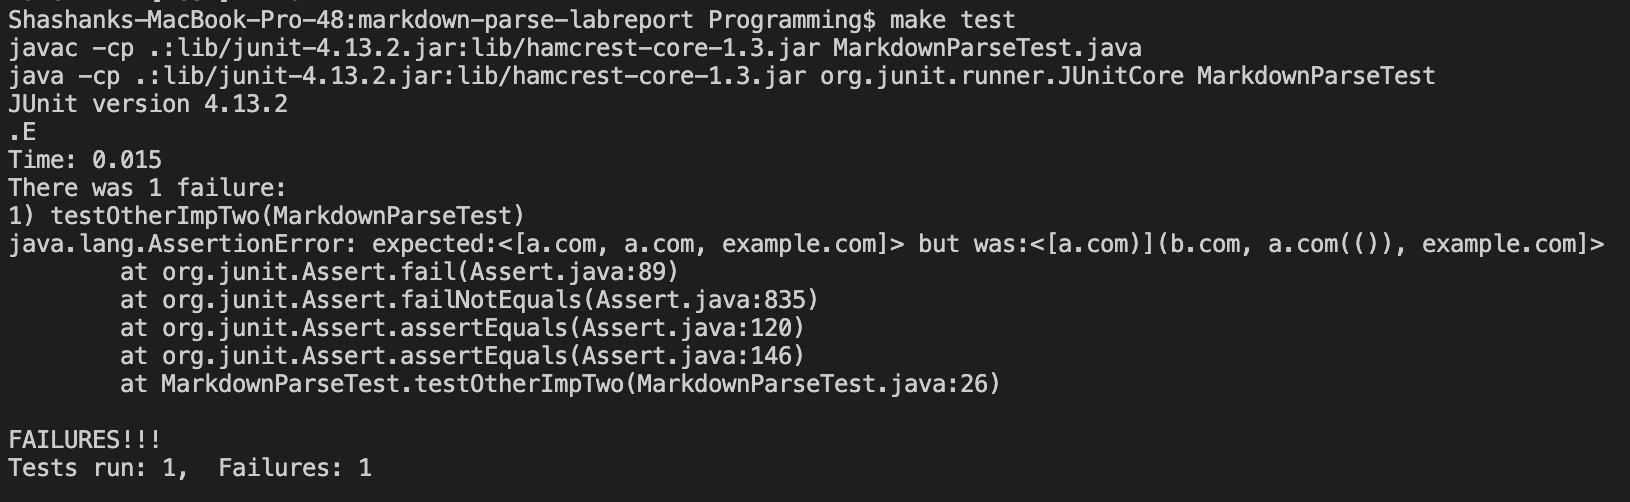 Shashanks-MacBook-Pro-48:markdown-parse-labreport Programming$ make test
javac -cp .:lib/junit-4.13.2.jar:lib/hamcrest-core-1.3.jar MarkdownParseTest.java
java -cp .:lib/junit-4.13.2.jar:lib/hamcrest-core-1.3.jar org.junit.runner.JUnitCore MarkdownParseTest
JUnit version 4.13.2
.E
Time: 0.015
There was 1 failure:
1) testOtherImpTwo(MarkdownParseTest)
java.lang.AssertionError: expected:<[a.com, a.com, example.com]> but was:<[a.com)](b.com, a.com(()), example.com]>
        at org.junit.Assert.fail(Assert.java:89)
        at org.junit.Assert.failNotEquals(Assert.java:835)
        at org.junit.Assert.assertEquals(Assert.java:120)
        at org.junit.Assert.assertEquals(Assert.java:146)
        at MarkdownParseTest.testOtherImpTwo(MarkdownParseTest.java:26)

FAILURES!!!
Tests run: 1,  Failures: 1